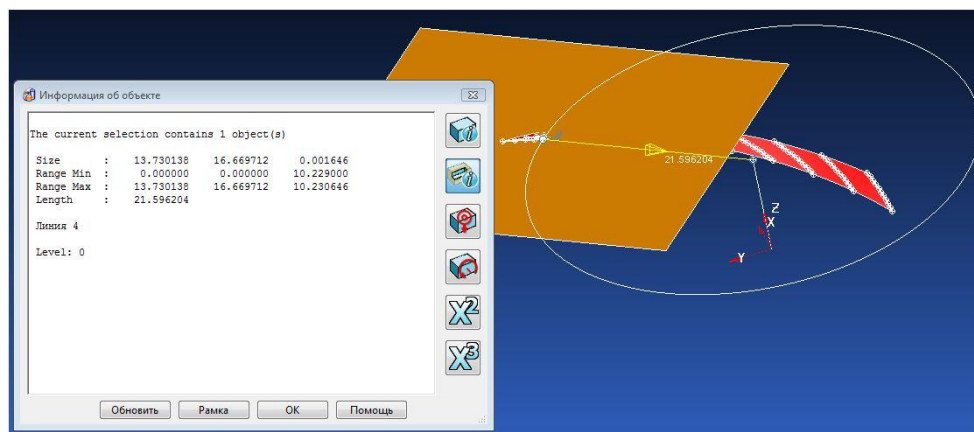 Информация об объекте
The current selection contains 1 object(s)
Size : 13.730138 16.669712 0.001646
Range Min : 0.000000 0.000000 10.229000
Range Max : 13.730138 16.669712 10.230646
Length : 21.596204
Линия 4
Level: 0
X2
X3
Обновить Рамка OK Помощь
21.596204
Z
X
Y